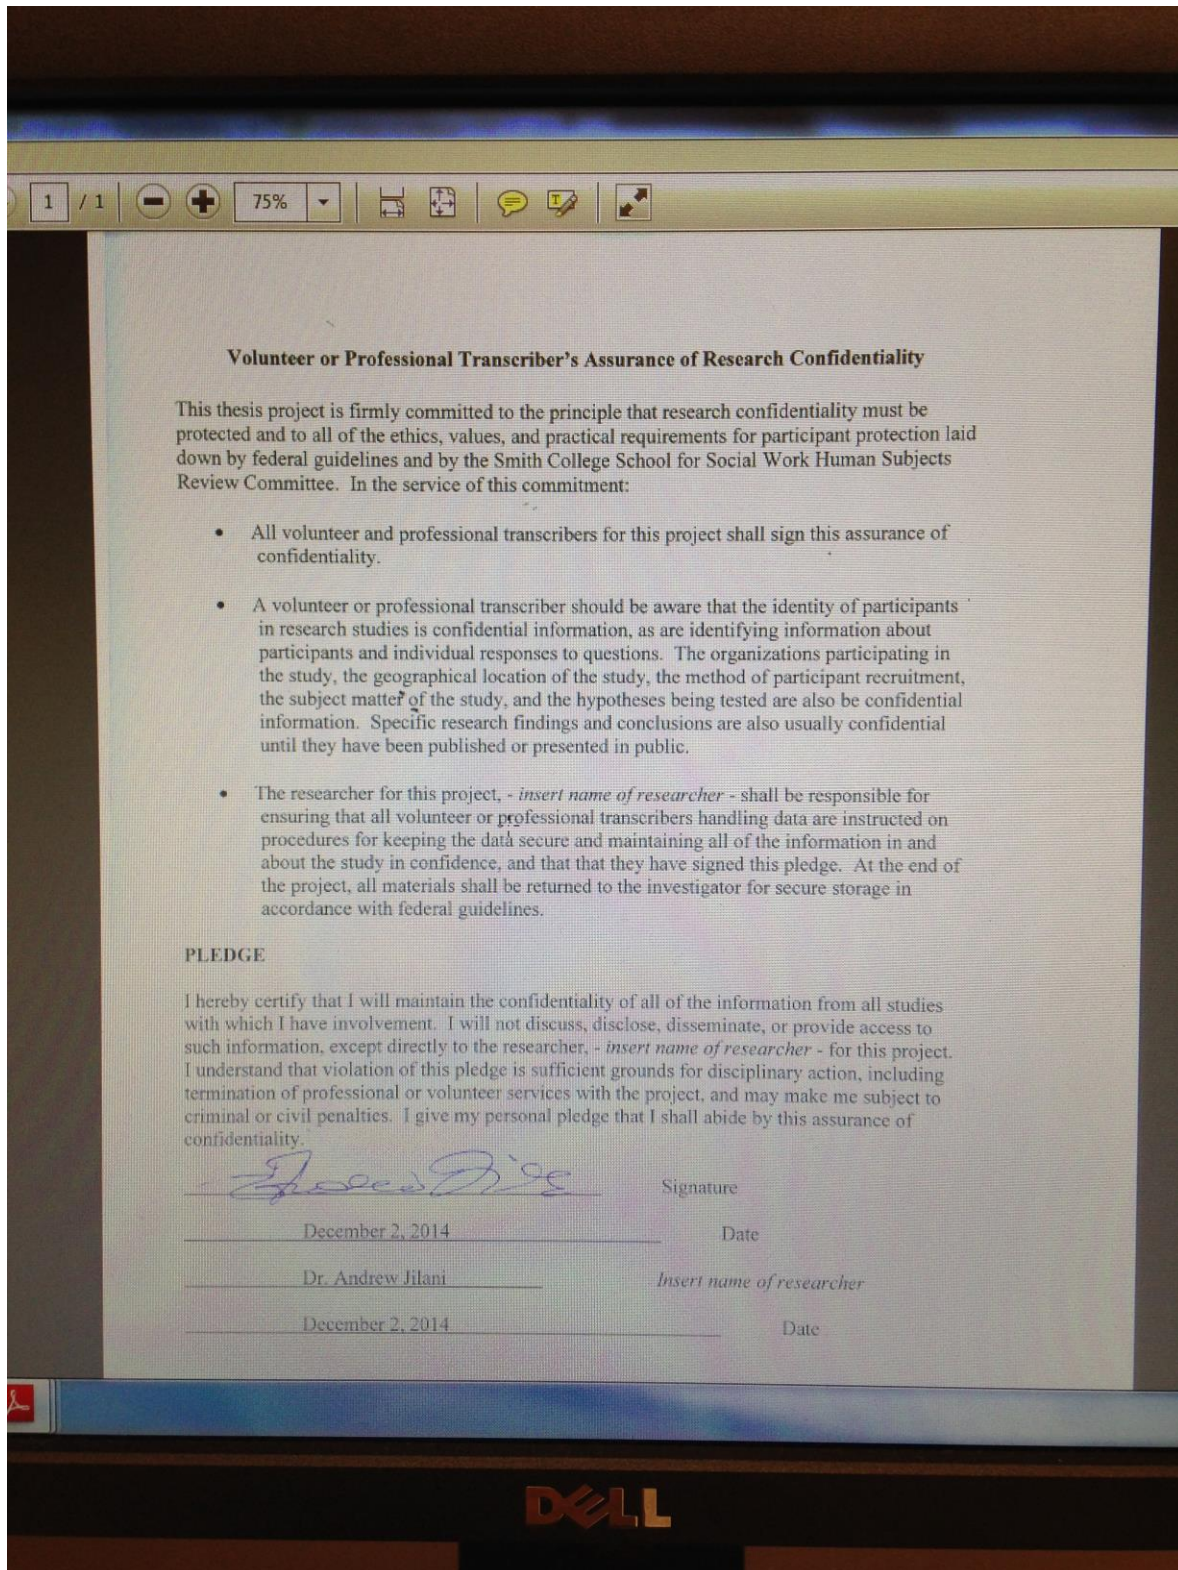 1 / 1 75%
Volunteer or Professional Transcriber's Assurance of Research Confidentiality
This thesis project is firmly committed to the principle that research confidentiality must be
protected and to all of the ethics, values, and practical requirements for participant protection laid
down by federal guidelines and by the Smith College School for Social Work Human Subjects
Review Committee. In the service of this commitment:
• All volunteer and professional transcribers for this project shall sign this assurance of
confidentiality.
• A volunteer or professional transcriber should be aware that the identity of participants
in research studies is confidential information, as are identifying information about
participants and individual responses to questions. The organizations participating in
the study, the geographical location of the study, the method of participant recruitment,
the subject matter of the study, and the hypotheses being tested are also be confidential
information. Specific research findings and conclusions are also usually confidential
until they have been published or presented in public.
• The researcher for this project, - insert name of researcher - shall be responsible for
ensuring that all volunteer or professional transcribers handling data are instructed on
procedures for keeping the data secure and maintaining all of the information in and
about the study in confidence, and that that they have signed this pledge. At the end of
the project, all materials shall be returned to the investigator for secure storage in
accordance with federal guidelines.
PLEDGE
I hereby certify that I will maintain the confidentiality of all of the information from all studies
with which I have involvement. I will not discuss, disclose, disseminate, or provide access to
such information, except directly to the researcher, - insert name of researcher - for this project.
I understand that violation of this pledge is sufficient grounds for disciplinary action, including
termination of professional or volunteer services with the project, and may make me subject to
criminal or civil penalties. I give my personal pledge that I shall abide by this assurance of
confidentiality.
Signature
December 2, 2014 Date
Dr. Andrew Jilani Insert name of researcher
December 2, 2014 Date
DELL